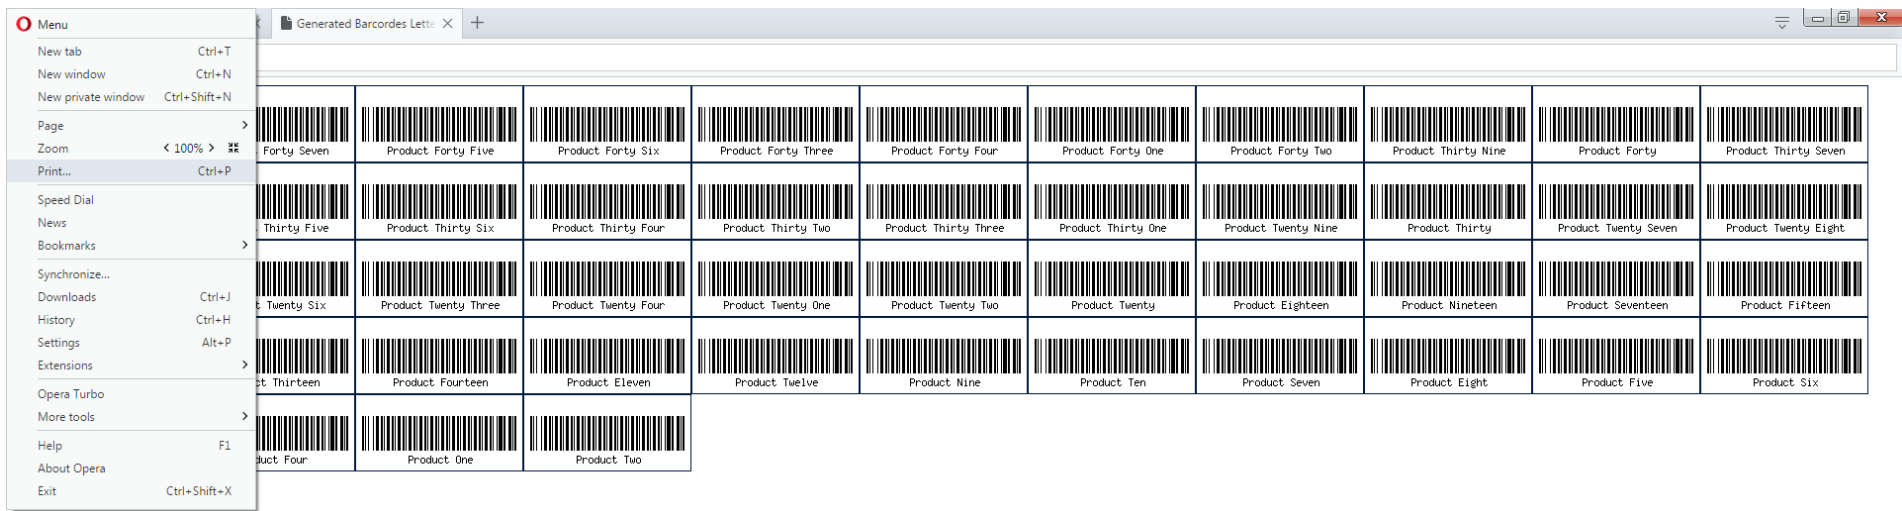 Menu
Generated Barcordes Lette
New tab Ctrl+T
New window Ctrl+N
New private window Ctrl+Shift+N
Page
Zoom 100%
Print... Ctrl+P
Speed Dial
News
Bookmarks
Synchronize...
Downloads Ctrl+J
History Ctrl+H
Settings Alt+P
Extensions
Opera Turbo
More tools
Help F1
About Opera
Exit Ctrl+Shift+X
Forty Seven Product Forty Five Product Forty Six Product Forty Three Product Forty Four Product Forty One Product Forty Two Product Thirty Nine Product Forty Product Thirty Seven
Thirty Five Product Thirty Six Product Thirty Four Product Thirty Two Product Thirty Three Product Thirty One Product Twenty Nine Product Thirty Product Twenty Seven Product Twenty Eight
t Twenty Six Product Twenty Three Product Twenty Four Product Twenty One Product Twenty Two Product Twenty Product Eighteen Product Nineteen Product Seventeen Product Fifteen
ct Thirteen Product Fourteen Product Eleven Product Twelve Product Nine Product Ten Product Seven Product Eight Product Five Product Six
duct Four Product One Product Two